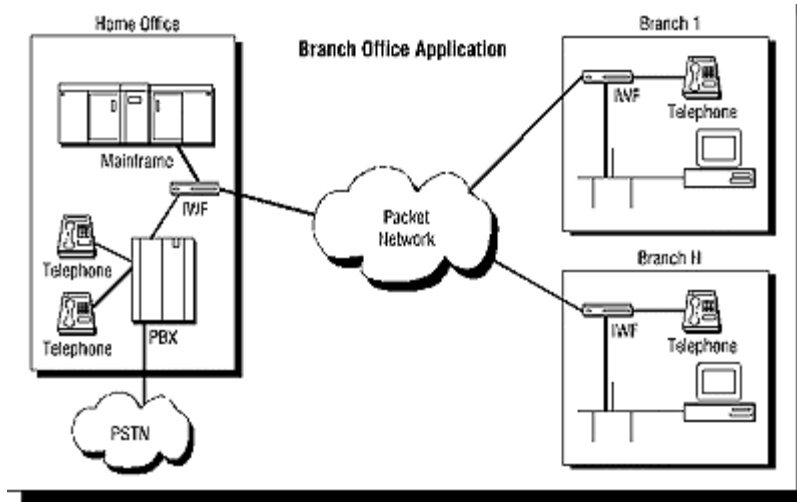 Home Office
Branch Office Application
Branch 1
Mainframe
IWF
Telephone
Telephone
PBX
PSTN
Packet
Network
IWF
Telephone
Branch N
IWF
Telephone